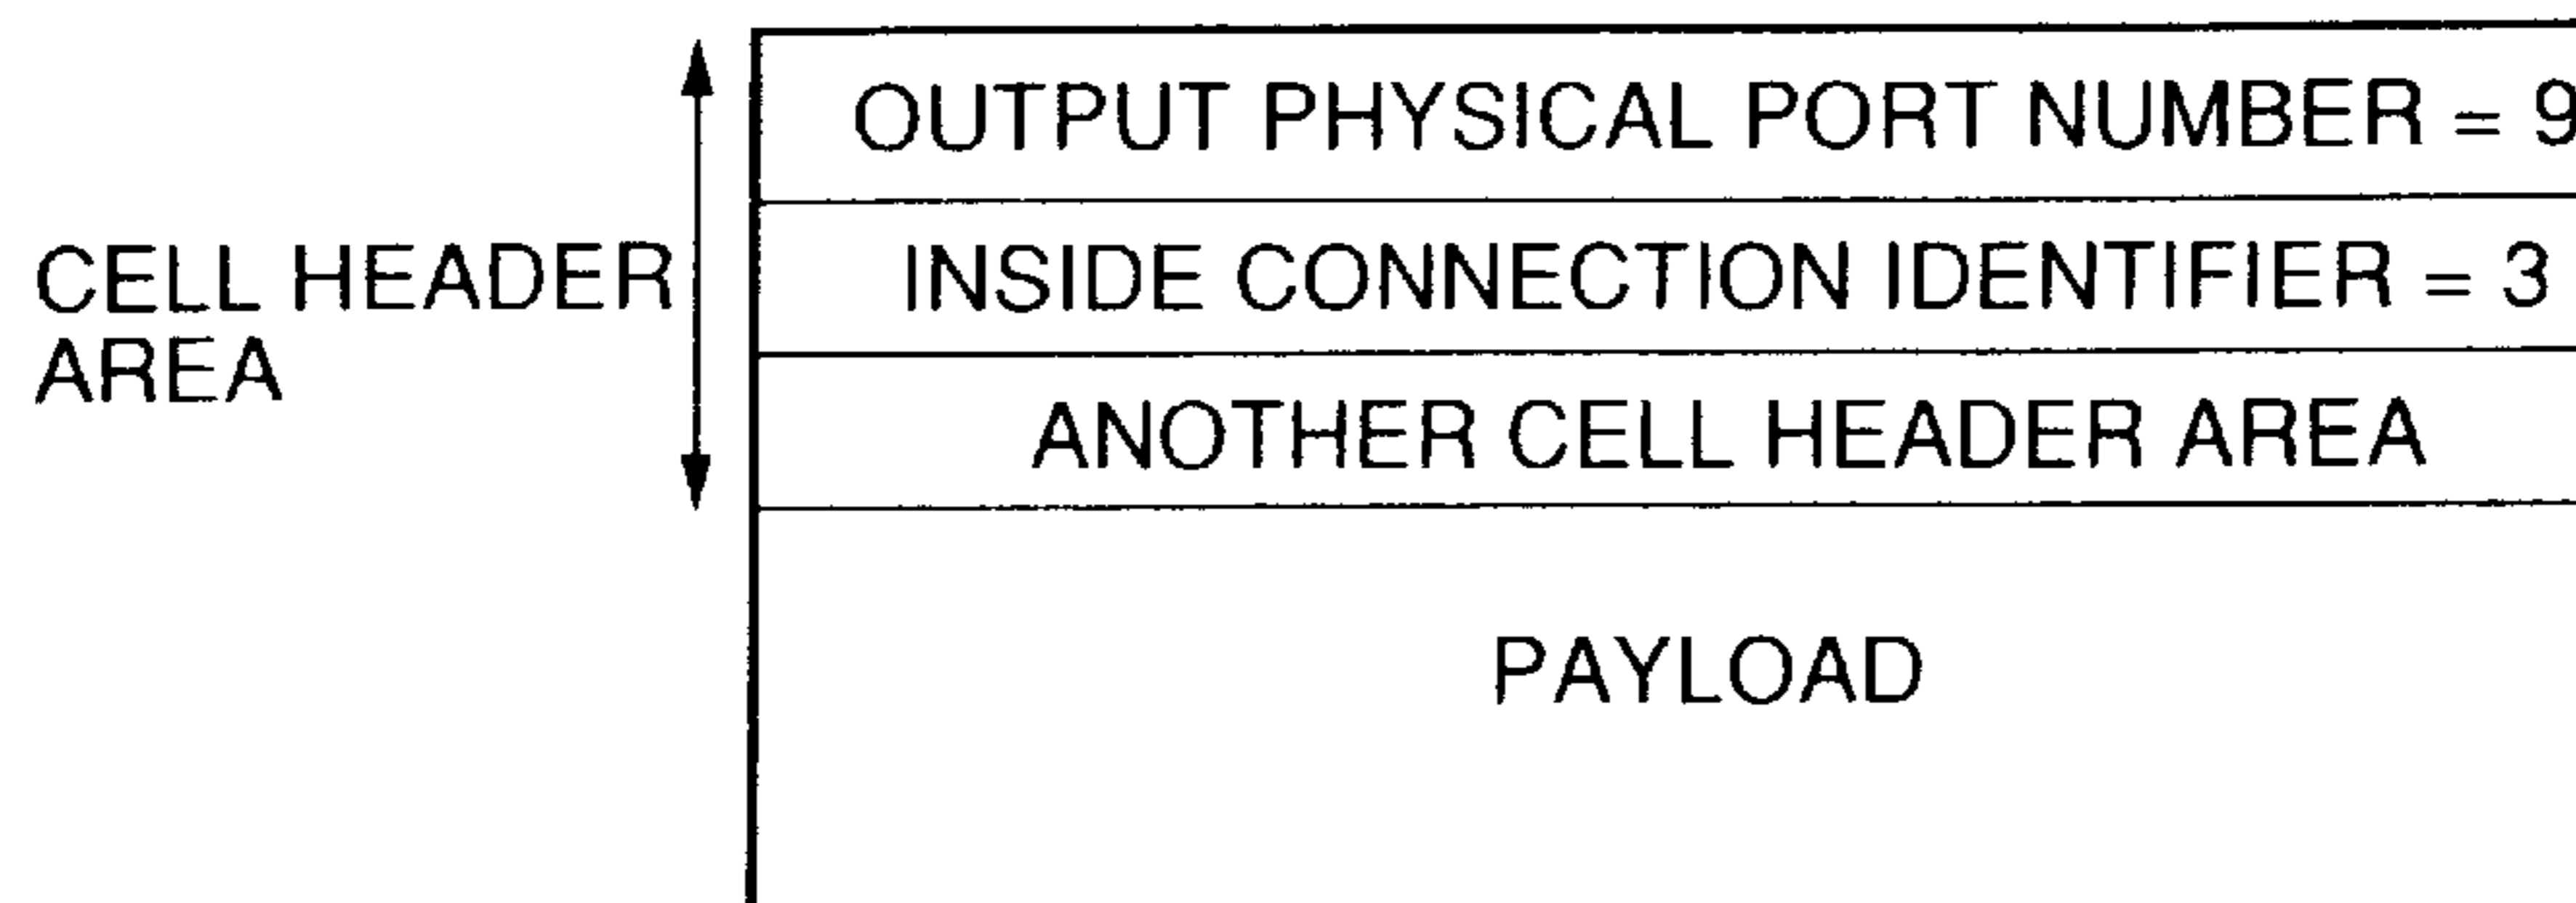 OUTPUT PHYSICAL PORT NUMBER = 9
CELL HEADER
AREA
INSIDE CONNECTION IDENTIFIER = 3
ANOTHER CELL HEADER AREA
PAYLOAD